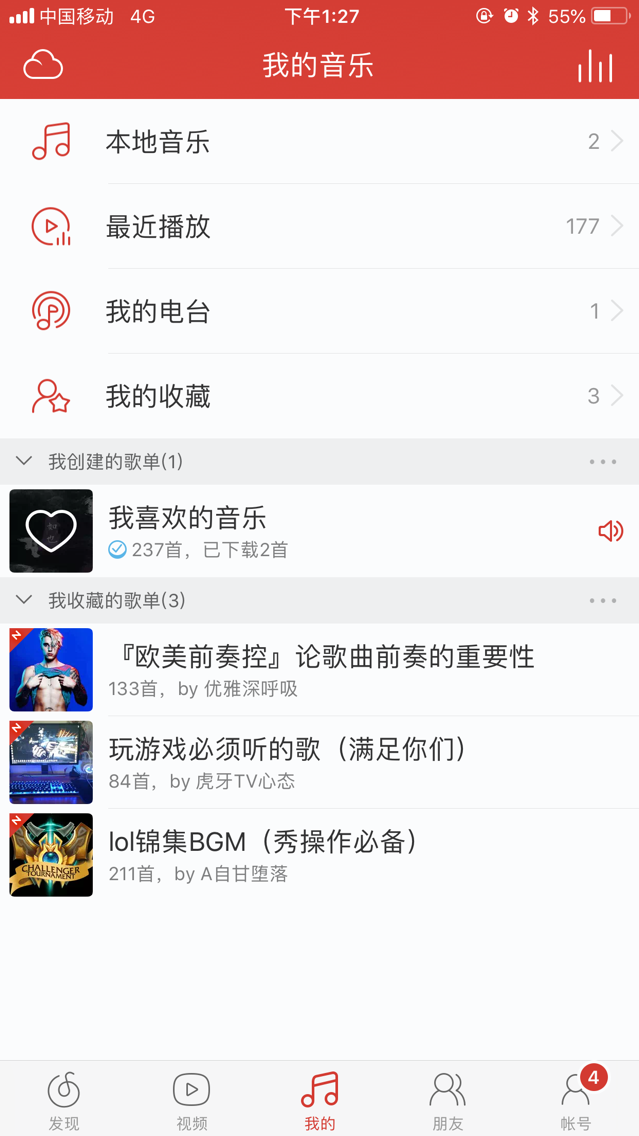 中国移动 4G 下午1:27 55%
我的音乐
本地音乐 2
最近播放 177
我的电台 1
我的收藏 3
我创建的歌单(1)
我喜欢的音乐
237首，已下载2首
我收藏的歌单(3)
『欧美前奏控』论歌曲前奏的重要性
133首，by 优雅深呼吸
玩游戏必须听的歌（满足你们）
84首，by 虎牙TV心态
lol锦集BGM（秀操作必备）
211首，by A自甘堕落
CHALLENGER
TOURNAMENT
4
发现 视频 我的 朋友 帐号